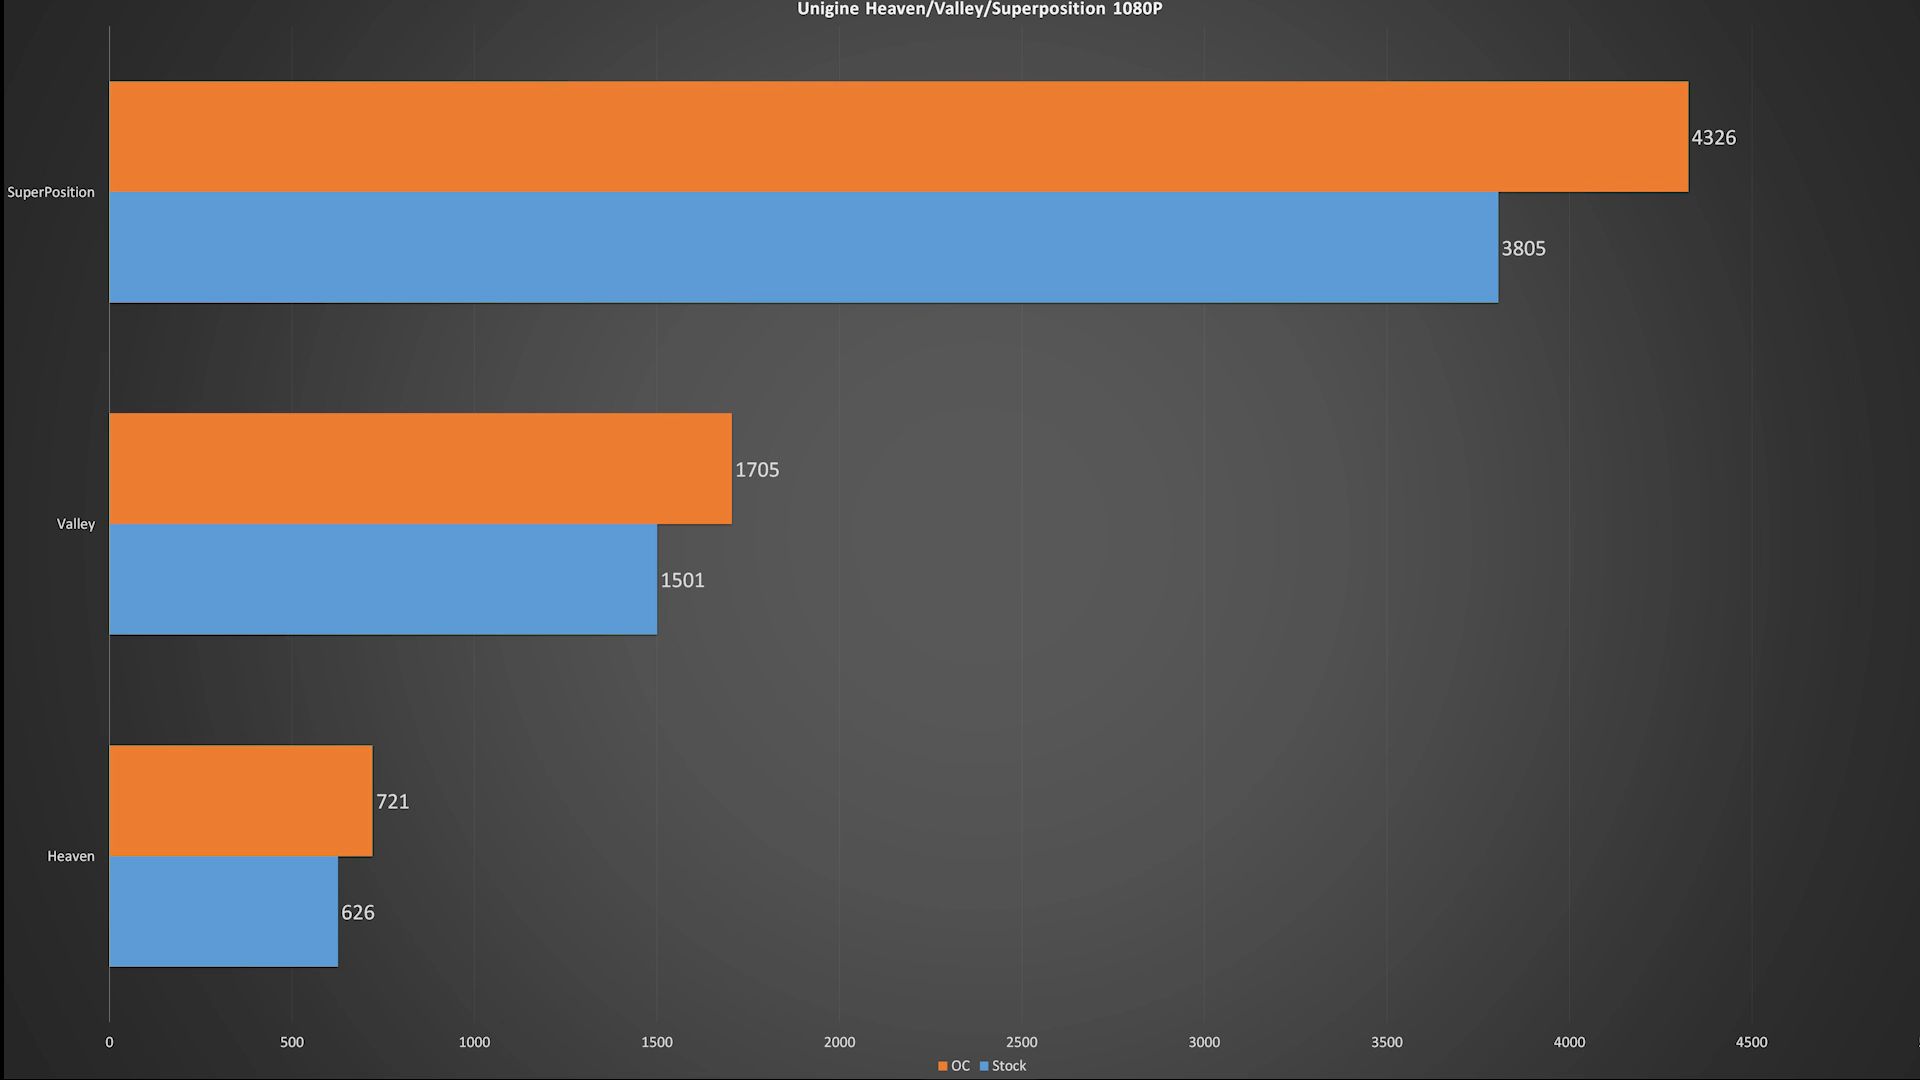 Unigine Heaven/Valley/Superposition 1080P
4326
SuperPosition
3805
1705
Valley
1501
721
Heaven
626
0 500 1000 1500 2000 2500 3000 3500 4000 4500
OC Stock